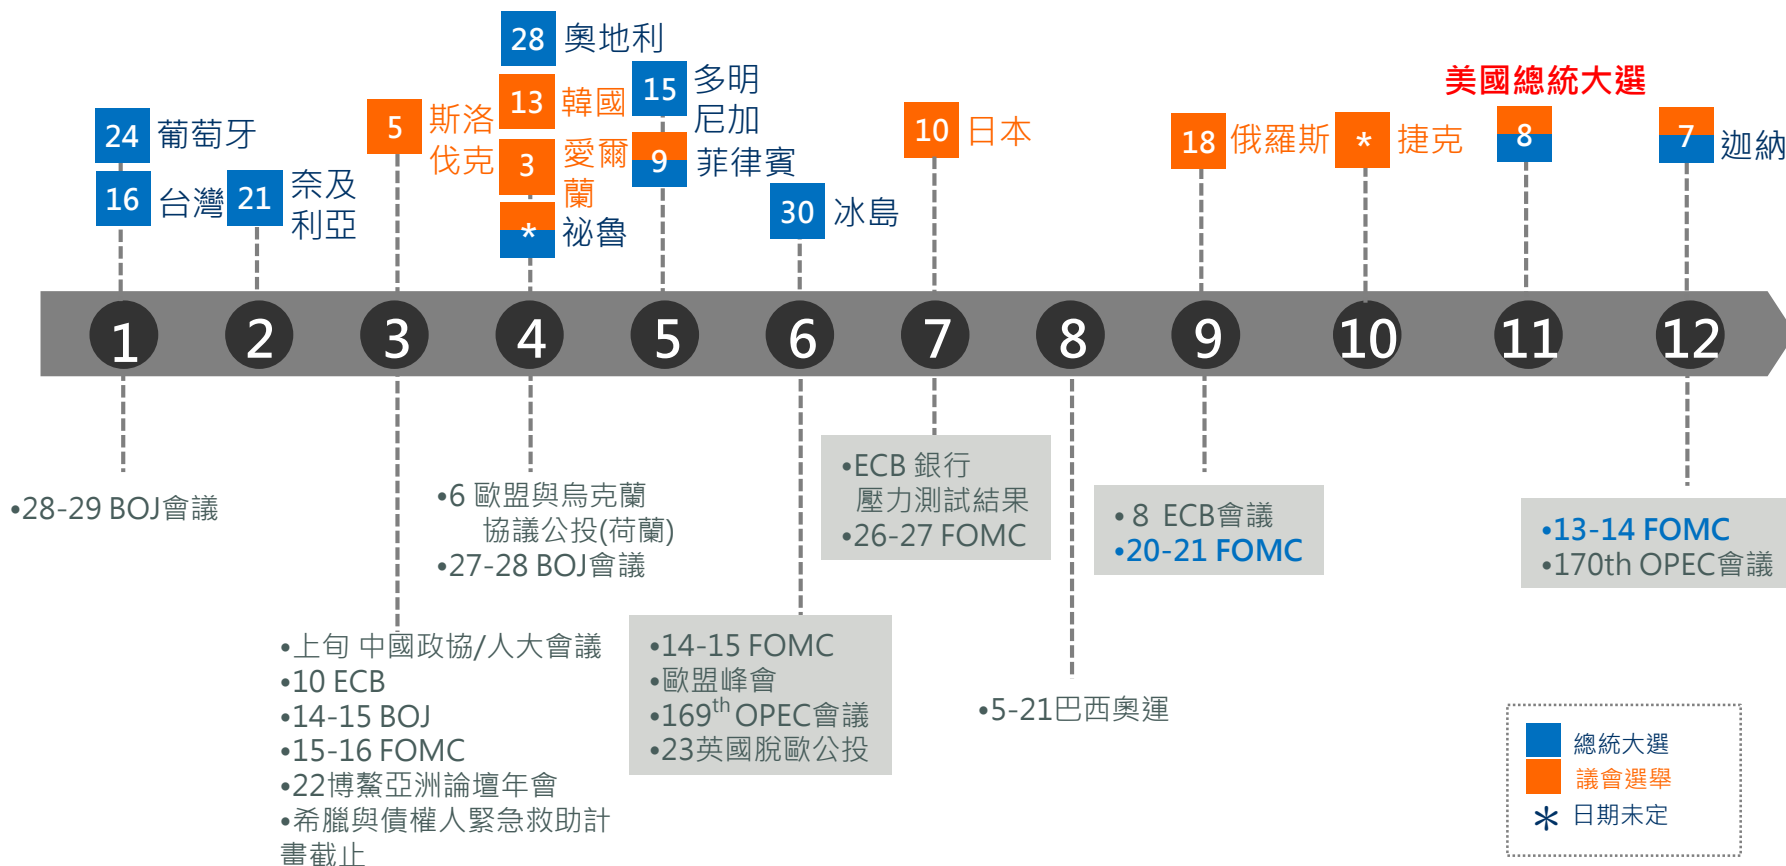 28 奧地利
13 韓國
3 愛爾
蘭
* 祕魯
24 葡萄牙
16 台灣
21 奈及
利亞
5 斯洛
伐克
15 多明
尼加
9 菲律賓
30 冰島
10 日本
18 俄羅斯
* 捷克
美國總統大選
8
7 迦納
1 2 3 4 5 6 7 8 9 10 11 12
•28-29 BOJ會議
•上旬 中國政協/人大會議
•10 ECB
•14-15 BOJ
•15-16 FOMC
•22博鰲亞洲論壇年會
•希臘與債權人緊急救助計
畫截止
•6 歐盟與烏克蘭
協議公投(荷蘭)
•27-28 BOJ會議
•14-15 FOMC
•歐盟峰會
•169th OPEC會議
•23英國脫歐公投
•ECB 銀行
壓力測試結果
•26-27 FOMC
•5-21巴西奧運
•8 ECB會議
•20-21 FOMC
•13-14 FOMC
•170th OPEC會議
總統大選
議會選舉
* 日期未定